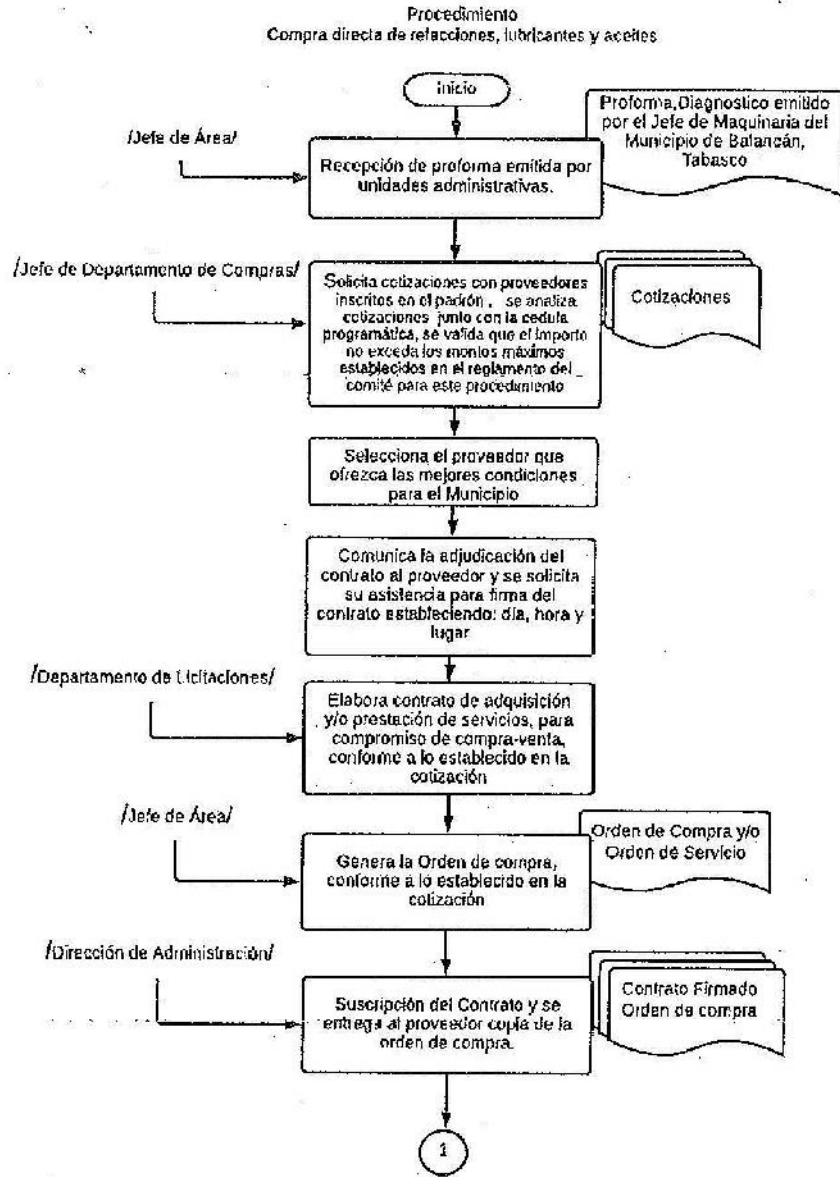 Procedimiento
Compra directa de refacciones, lubricantes y aceites
Inicio
Proforma,Diagnostico emitido
por el Jefe de Maquinaria del
Municipio de Balancán,
Tabasco
/Jefe de Área/
Recepción de proforma emitida por
unidades administrativas.
/Jefe de Departamento de Compras/
Solicita cotizaciones con proveedores
inscritos en el padrón , se analiza
cotizaciones junto con la cedula
programática, se valida que el importe
no exceda los montos máximos
establecidos en el reglamento del
comité para este procedimiento
Cotizaciones
Selecciona el proveedor que
ofrezca las mejores condiciones
para el Municipio
Comunica la adjudicación del
contrato al proveedor y se solicita
su asistencia para firma del
contrato estableciendo: día, hora y
lugar
/Departamento de Licitaciones/
Elabora contrato de adquisición
y/o prestación de servicios, para
compromiso de compra-venta,
conforme a lo establecido en la
cotización
/Jefe de Área/
Genera la Orden de compra,
conforme a lo establecido en la
cotización
Orden de Compra y/o
Orden de Servicio
/Dirección de Administración/
Suscripción del Contrato y se
entrega al proveedor copia de la
orden de compra.
Contrato Firmado
Orden de compra
1